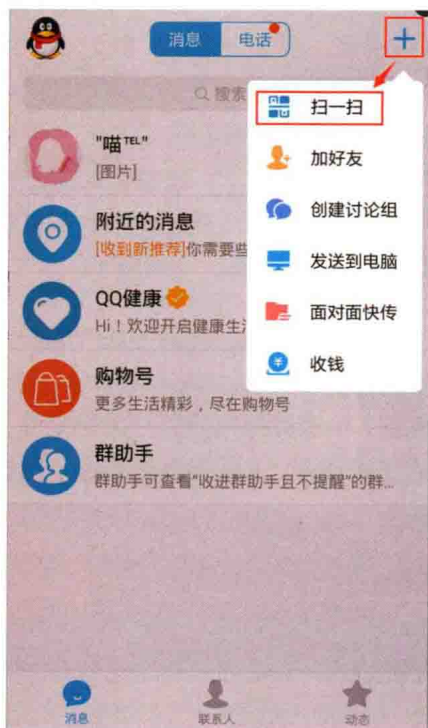 消息 电话
搜索
扫一扫
加好友
创建讨论组
发送到电脑
面对面快传
收钱
"喵℡"
[图片]
附近的消息
[收到新推荐]你需要些
QQ健康
Hi！欢迎开启健康生
购物号
更多生活精彩，尽在购物号
群助手
群助手可查看"收进群助手且不提醒"的群...
消息 联系人 动态